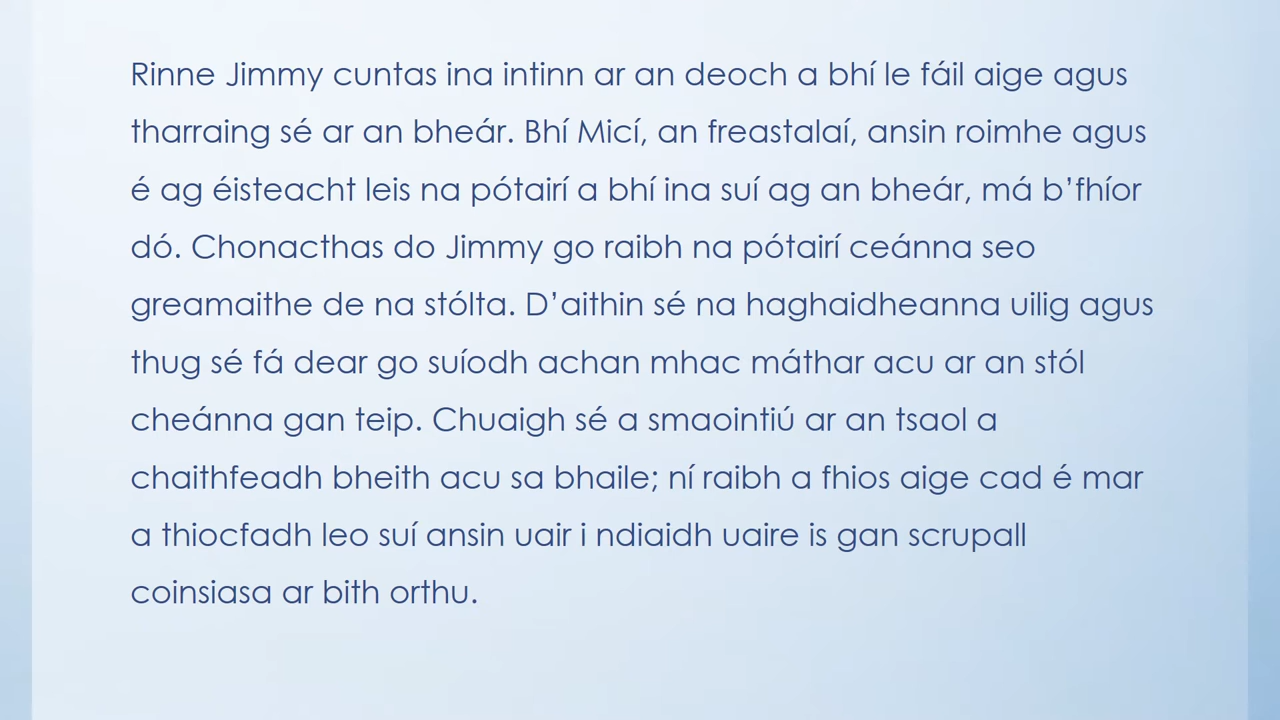 Rinne Jimmy cuntas ina intinn ar an deoch a bhí le fáil aige agus
tharraing sé ar an bheár. Bhí Micí, an freastalaí, ansin roimhe agus
é ag éisteacht leis na pótairí a bhí ina suí ag an bheár, má b’fhíor
dó. Chonacthas do Jimmy go raibh na pótairí ceánna seo
greamaithe de na stólta. D’aithin sé na haghaidheanna uilig agus
thug sé fá dear go suíodh achan mhac máthar acu ar an stól
cheánna gan teip. Chuaigh sé a smaointiú ar an tsaol a
chaithfeadh bheith acu sa bhaile; ní raibh a fhios aige cad é mar
a thiocfadh leo suí ansin uair i ndiaidh uaire is gan scrupall
coinsiasa ar bith orthu.